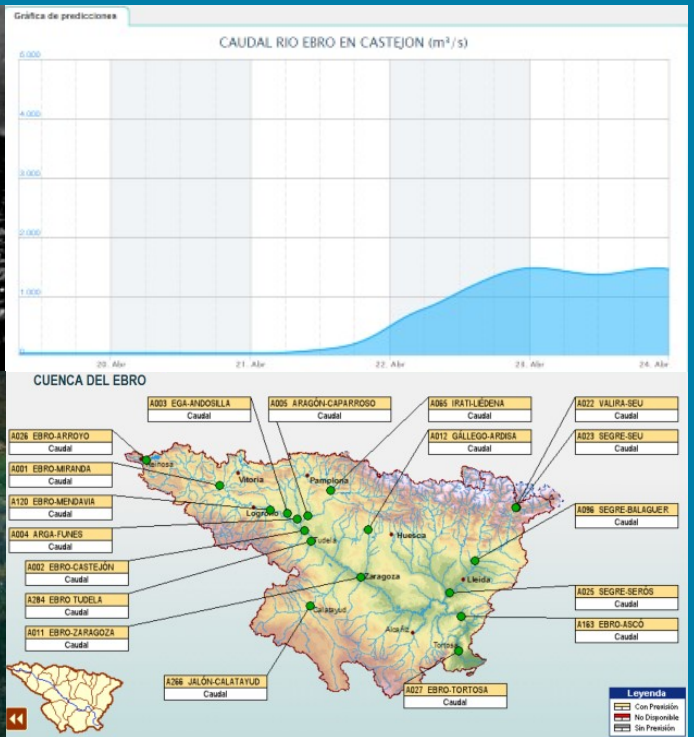 Gráfica de predicciones
CAUDAL RIO EBRO EN CASTEJON (m³/s)
5.000
4.000
3.000
2.000
1.000
0
20. Abr
21. Abr
22. Abr
23. Abr
24. Abr
CUENCA DEL EBRO
A003 EGA-ANDOSILLA
Caudal
A005 ARAGÓN-CAPARROSO
Caudal
A065 IRATI-LIÉDENA
Caudal
A022 VALIRA-SEU
Caudal
A026 EBRO-ARROYO
Caudal
A012 GÁLLEGO-ARDISA
Caudal
A023 SEGRE-SEU
Caudal
A001 EBRO-MIRANDA
Caudal
A120 EBRO-MENDAVIA
Caudal
A096 SEGRE-BALAGUER
Caudal
A004 ARGA-FUNES
Caudal
A002 EBRO-CASTEJÓN
Caudal
A284 EBRO TUDELA
Caudal
A025 SEGRE-SERÓS
Caudal
A011 EBRO-ZARAGOZA
Caudal
A163 EBRO-ASCÓ
Caudal
A266 JALÓN-CALATAYUD
Caudal
A027 EBRO-TORTOSA
Caudal
Reinosa
Vitoria
Pamplona
Logroño
Huesca
Tudela
Zaragoza
Lleida
Calatayud
Alcañiz
Tortosa
Leyenda
Con Previsión
No Disponible
Sin Previsión